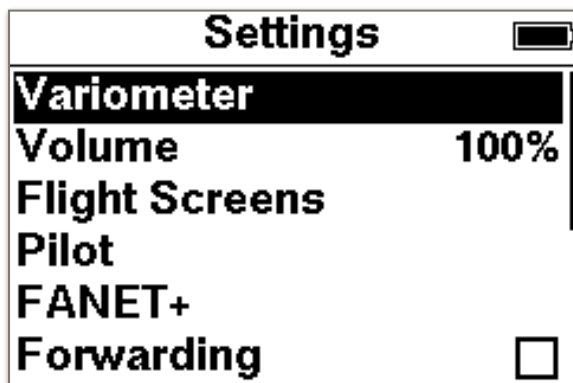 Settings
Variometer
Volume 100%
Flight Screens
Pilot
FANET+
Forwarding